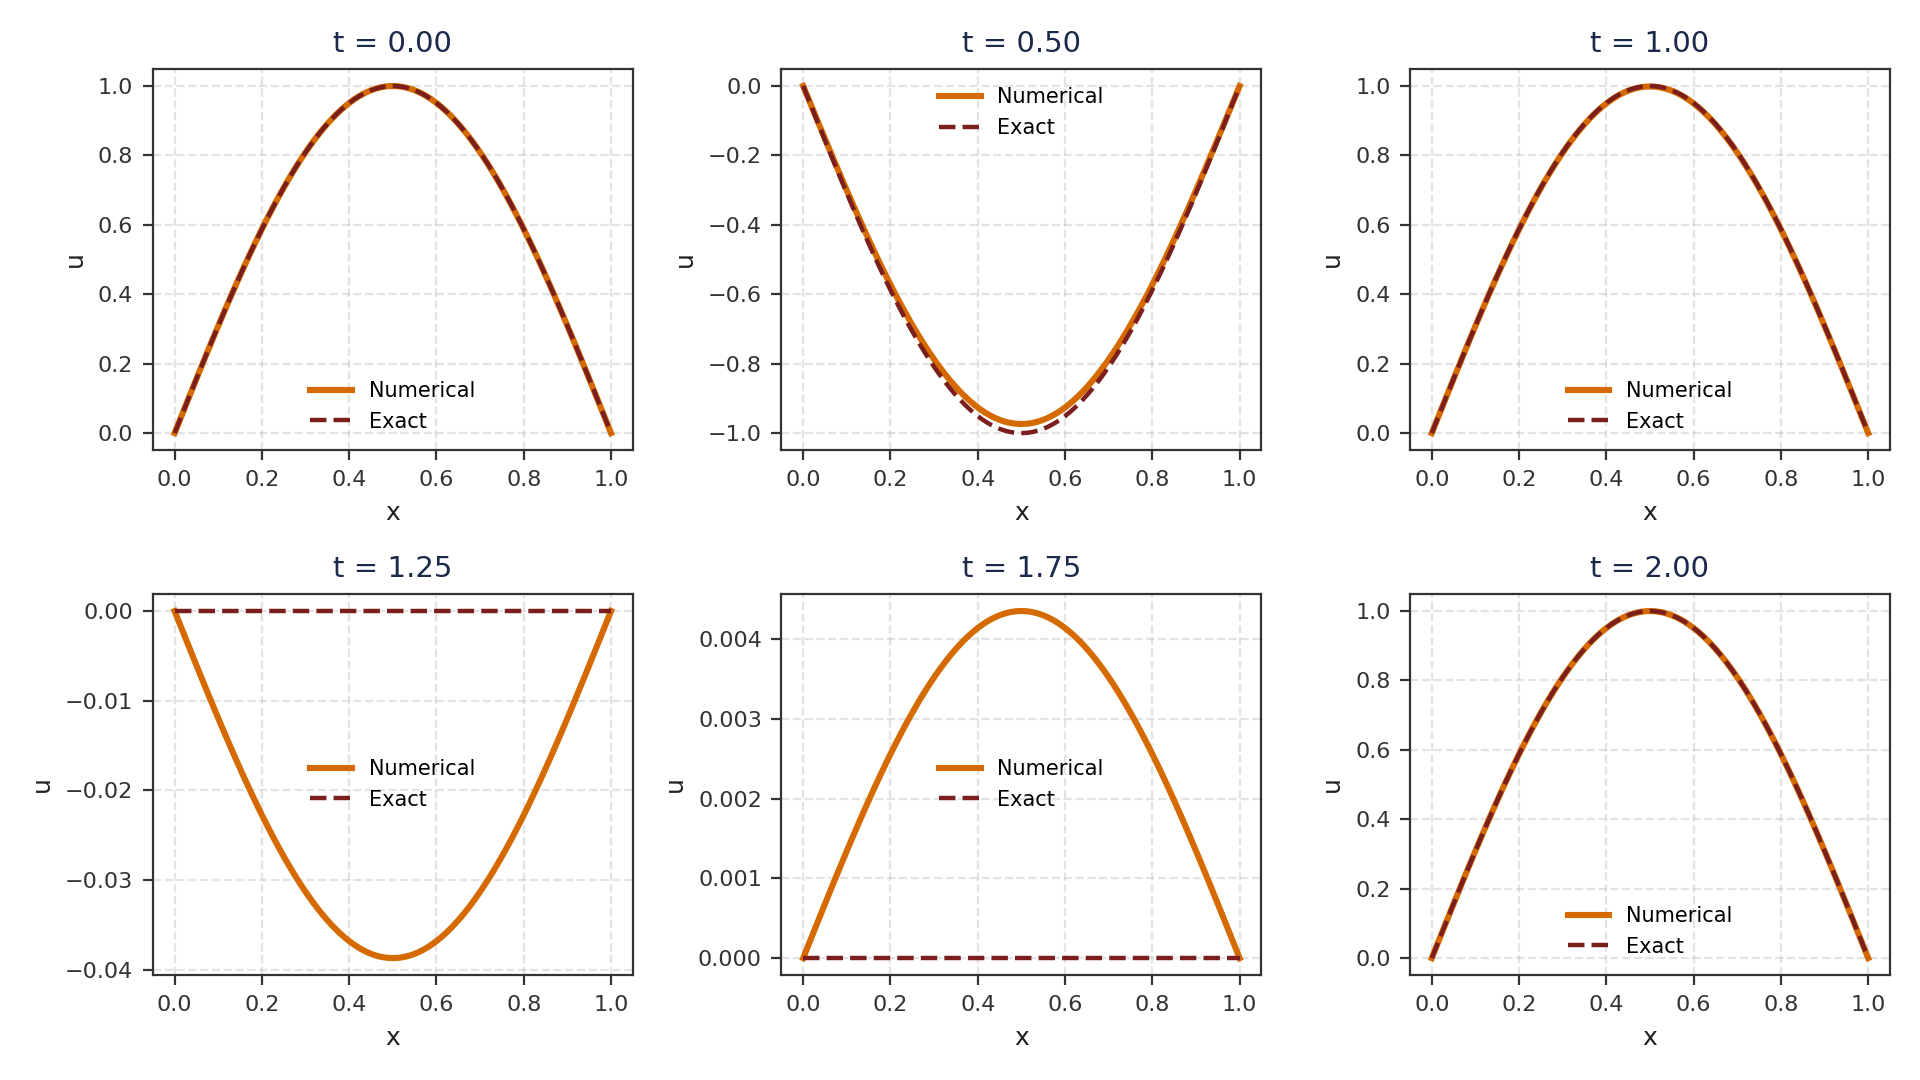 t = 0.00
1.0
0.8
0.6
0.4
0.2
0.0
u
Numerical
Exact
0.0 0.2 0.4 0.6 0.8 1.0
x
t = 0.50
0.0
−0.2
−0.4
−0.6
−0.8
−1.0
u
Numerical
Exact
0.0 0.2 0.4 0.6 0.8 1.0
x
t = 1.00
1.0
0.8
0.6
0.4
0.2
0.0
u
Numerical
Exact
0.0 0.2 0.4 0.6 0.8 1.0
x
t = 1.25
0.00
−0.01
−0.02
−0.03
−0.04
u
Numerical
Exact
0.0 0.2 0.4 0.6 0.8 1.0
x
t = 1.75
0.004
0.003
0.002
0.001
0.000
u
Numerical
Exact
0.0 0.2 0.4 0.6 0.8 1.0
x
t = 2.00
1.0
0.8
0.6
0.4
0.2
0.0
u
Numerical
Exact
0.0 0.2 0.4 0.6 0.8 1.0
x